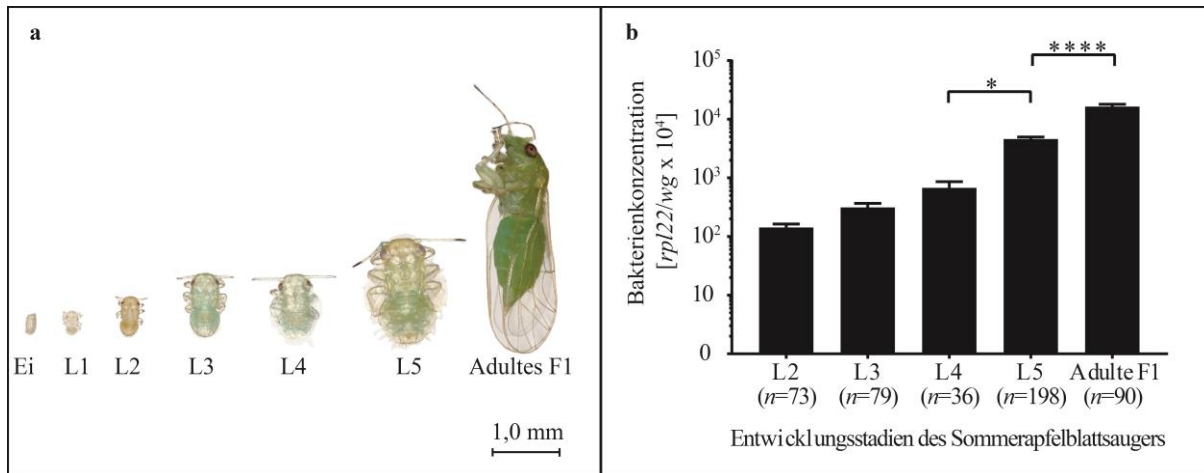 a
Ei L1 L2 L3 L4 L5 Adultes F1
1,0 mm
b
Bakterienkonzentration
[rpl22/wg x 10⁴]
10⁵
10⁴
10³
10²
10
0
*
****
L2 L3 L4 L5 Adulte F1
(n=73) (n=79) (n=36) (n=198) (n=90)
Entwicklungsstadien des Sommerapfelblattsaugers